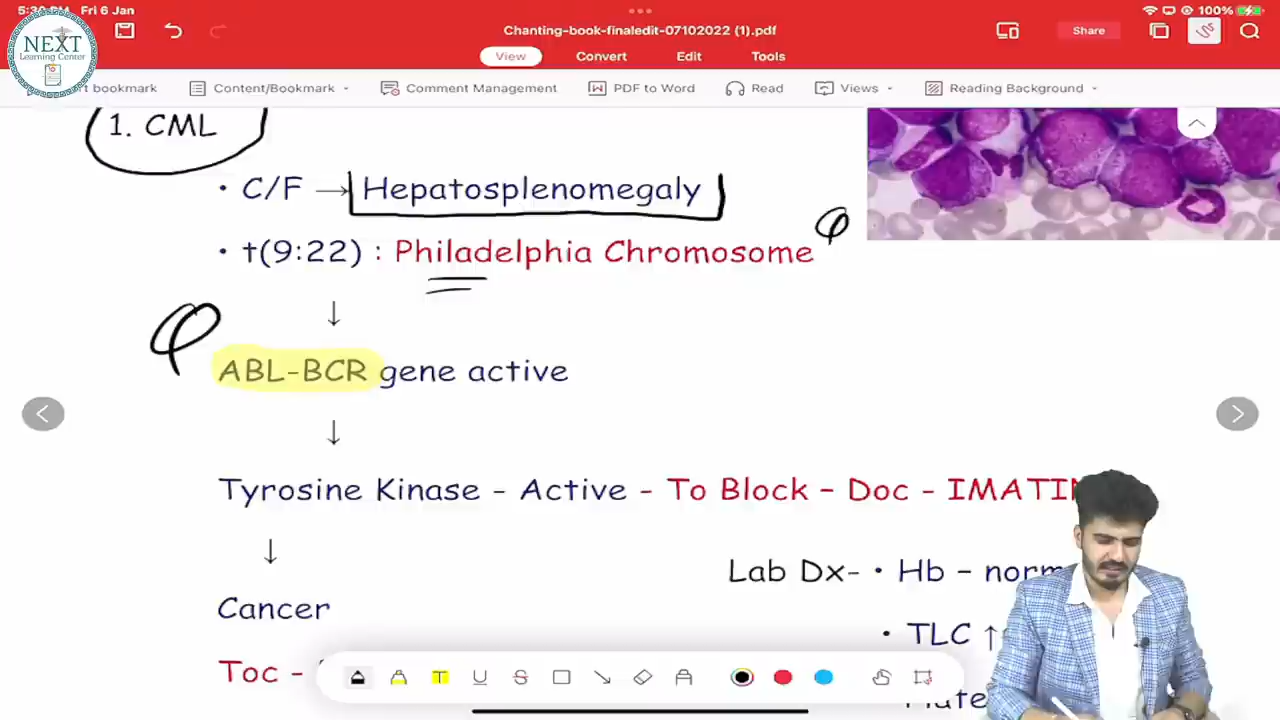 5:30 PM Fri 6 Jan
100%
NEXT
Learning Center
Chanting-book-finaledit-07102022 (1).pdf
Share
View Convert Edit Tools
bookmark Content/Bookmark Comment Management PDF to Word Read Views Reading Background
1. CML
• C/F → Hepatosplenomegaly
• t(9:22) : Philadelphia Chromosome φ
↓
φ ABL-BCR gene active
↓
Tyrosine Kinase - Active - To Block – Doc - IMATIN
↓
Lab Dx- • Hb – norm
Cancer
• TLC ↑
Toc -
T U S